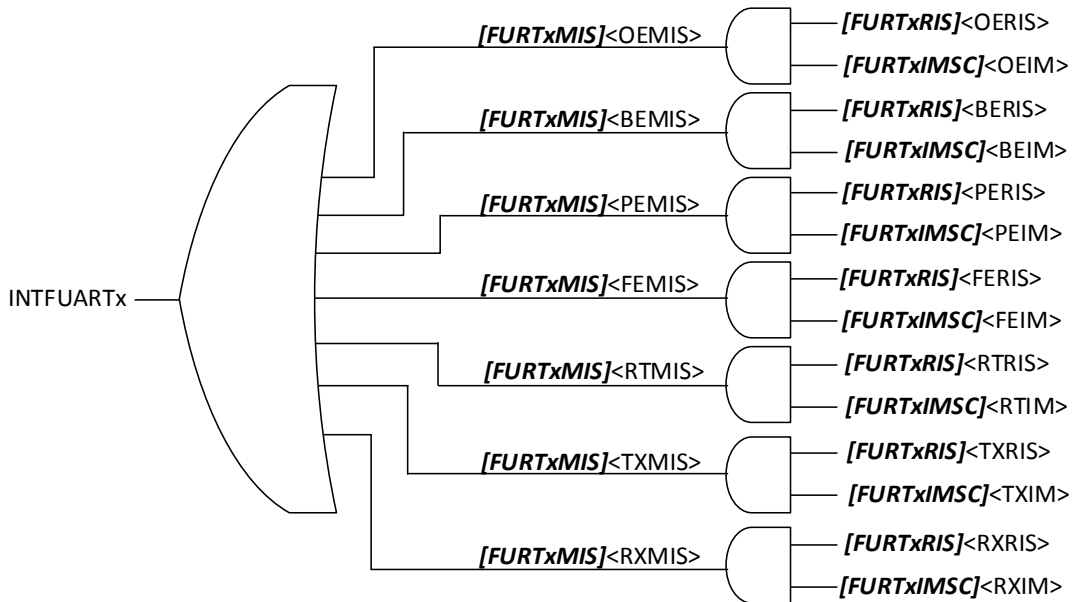 [FURTxMIS]<OEMIS>
[FURTxRIS]<OERIS>
[FURTxIMSC]<OEIM>
[FURTxMIS]<BEMIS>
[FURTxRIS]<BERIS>
[FURTxIMSC]<BEIM>
[FURTxMIS]<PEMIS>
[FURTxRIS]<PERIS>
[FURTxIMSC]<PEIM>
INTFUARTx
[FURTxMIS]<FEMIS>
[FURTxRIS]<FERIS>
[FURTxIMSC]<FEIM>
[FURTxMIS]<RTMIS>
[FURTxRIS]<RTRIS>
[FURTxIMSC]<RTIM>
[FURTxMIS]<TXMIS>
[FURTxRIS]<TXRIS>
[FURTxIMSC]<TXIM>
[FURTxMIS]<RXMIS>
[FURTxRIS]<RXRIS>
[FURTxIMSC]<RXIM>